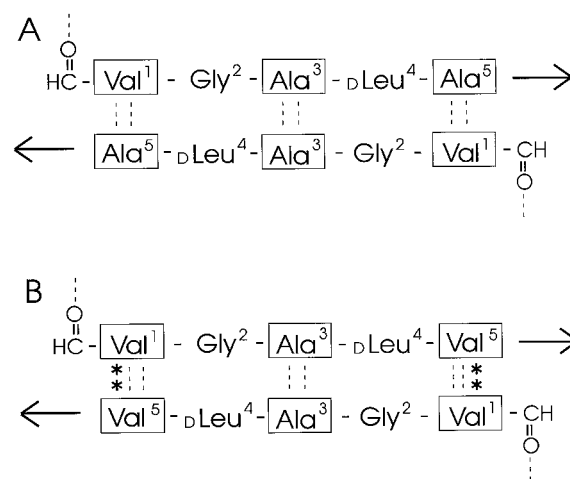 A
O
HC - Val¹ - Gly² - Ala³ - DLeu⁴ - Ala⁵
Ala⁵ - DLeu⁴ - Ala³ - Gly² - Val¹ - CH
O
B
O
HC - Val¹ - Gly² - Ala³ - DLeu⁴ - Val⁵
* *
* *
Val⁵ - DLeu⁴ - Ala³ - Gly² - Val¹ - CH
O